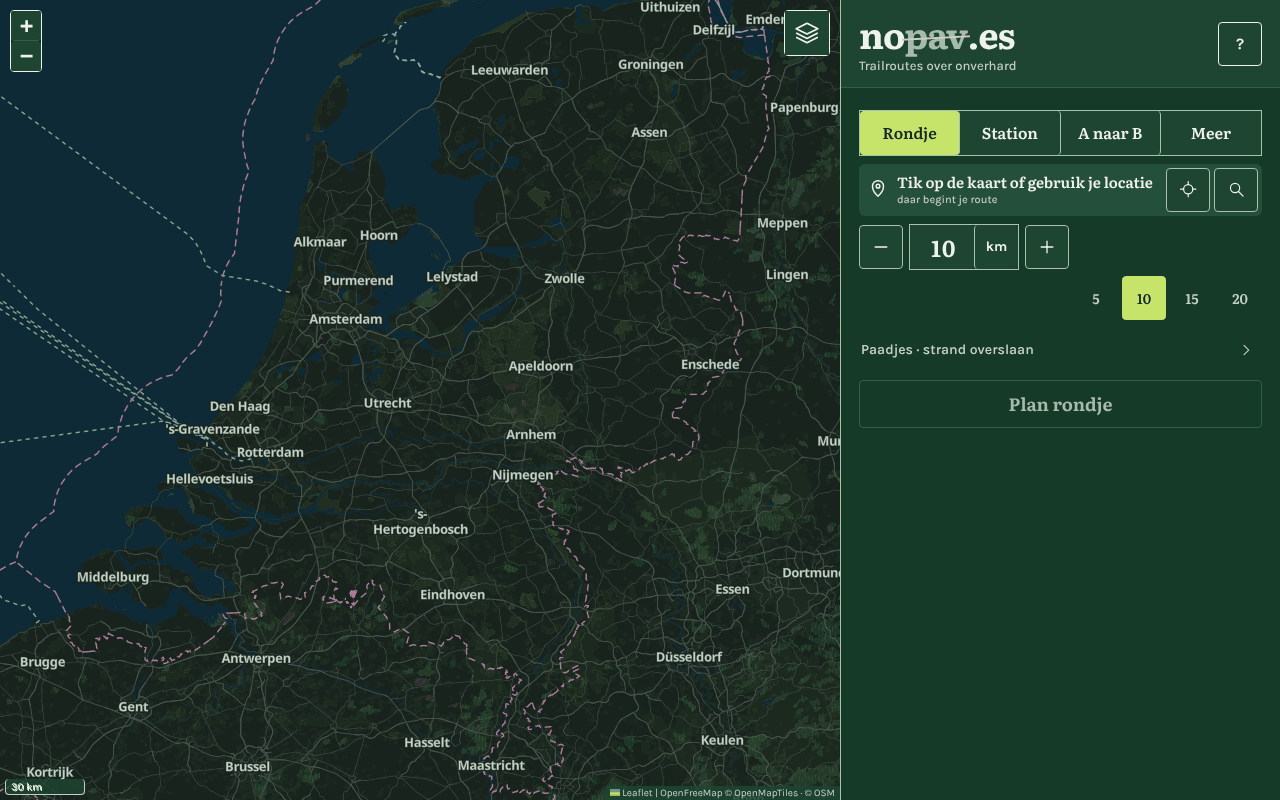 +
−
Uithuizen
Emden
Delfzijl
Leeuwarden
Groningen
Papenburg
Assen
Meppen
Alkmaar
Hoorn
Purmerend
Lelystad
Zwolle
Lingen
Amsterdam
Apeldoorn
Enschede
Den Haag
Utrecht
's-Gravenzande
Rotterdam
Arnhem
Mun
Hellevoetsluis
Nijmegen
's-
Hertogenbosch
Middelburg
Eindhoven
Essen
Dortmund
Brugge
Antwerpen
Düsseldorf
Gent
Hasselt
Keulen
Kortrijk
Brussel
Maastricht
30 km
Leaflet | OpenFreeMap © OpenMapTiles · © OSM
nopav.es
Trailroutes over onverhard
?
Rondje Station A naar B Meer
Tik op de kaart of gebruik je locatie
daar begint je route
− 10 km +
5 10 15 20
Paadjes · strand overslaan
Plan rondje